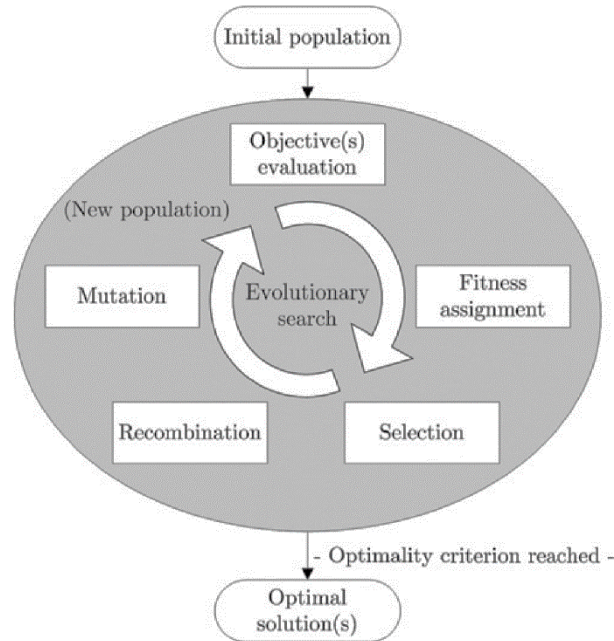 Initial population
Objective(s)
evaluation
(New population)
Mutation
Evolutionary
search
Fitness
assignment
Recombination
Selection
- Optimality criterion reached -
Optimal
solution(s)